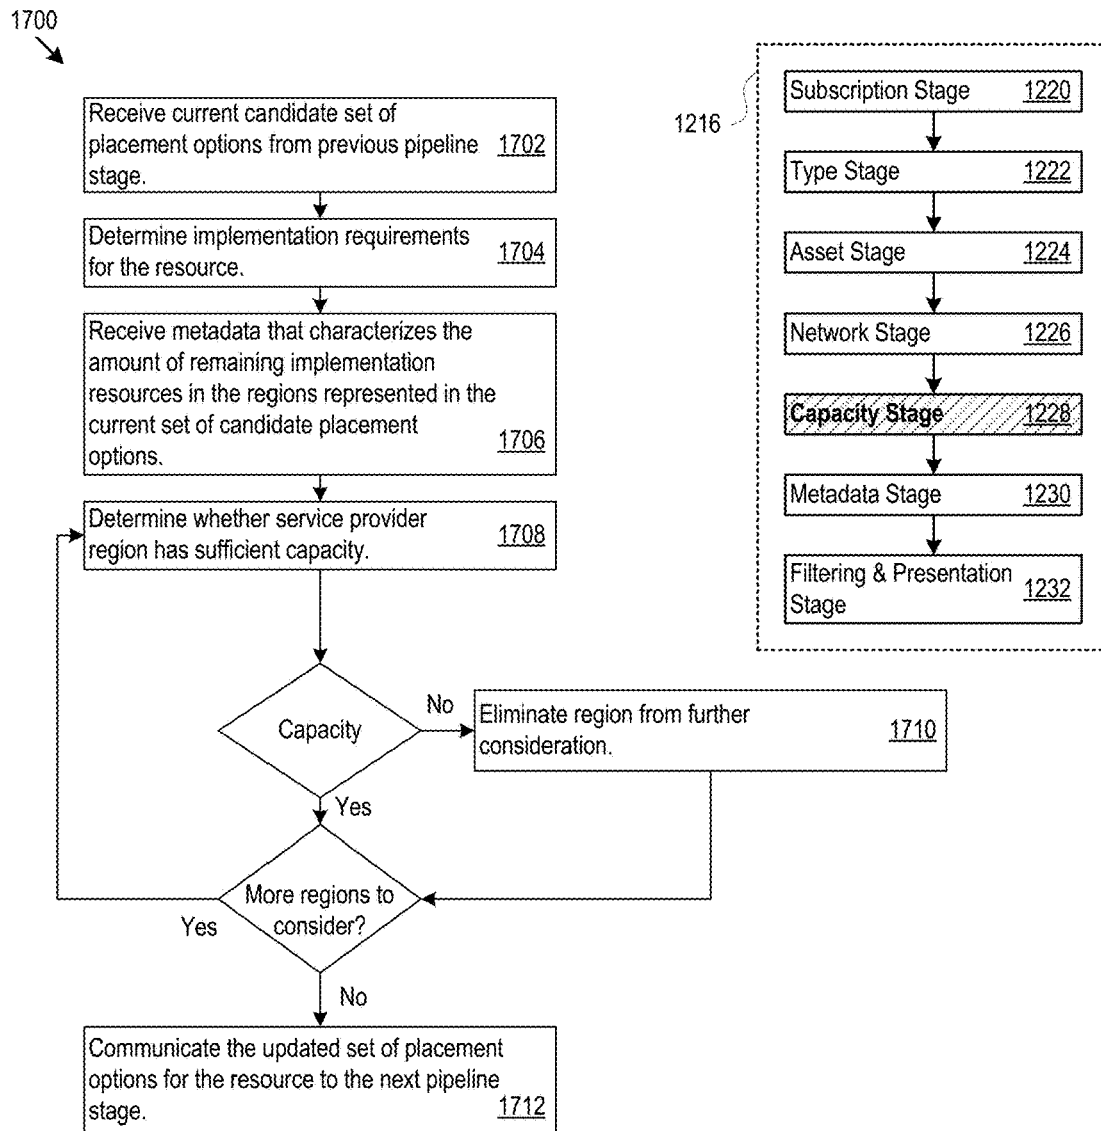 1700
Receive current candidate set of
placement options from previous pipeline
stage.
1702
Determine implementation requirements
for the resource.
1704
Receive metadata that characterizes the
amount of remaining implementation
resources in the regions represented in the
current set of candidate placement
options.
1706
Determine whether service provider
region has sufficient capacity.
1708
Capacity
No
Eliminate region from further
consideration.
1710
Yes
More regions to
consider?
Yes
No
Communicate the updated set of placement
options for the resource to the next pipeline
stage.
1712
1216
Subscription Stage 1220
Type Stage 1222
Asset Stage 1224
Network Stage 1226
Capacity Stage 1228
Metadata Stage 1230
Filtering & Presentation
Stage
1232